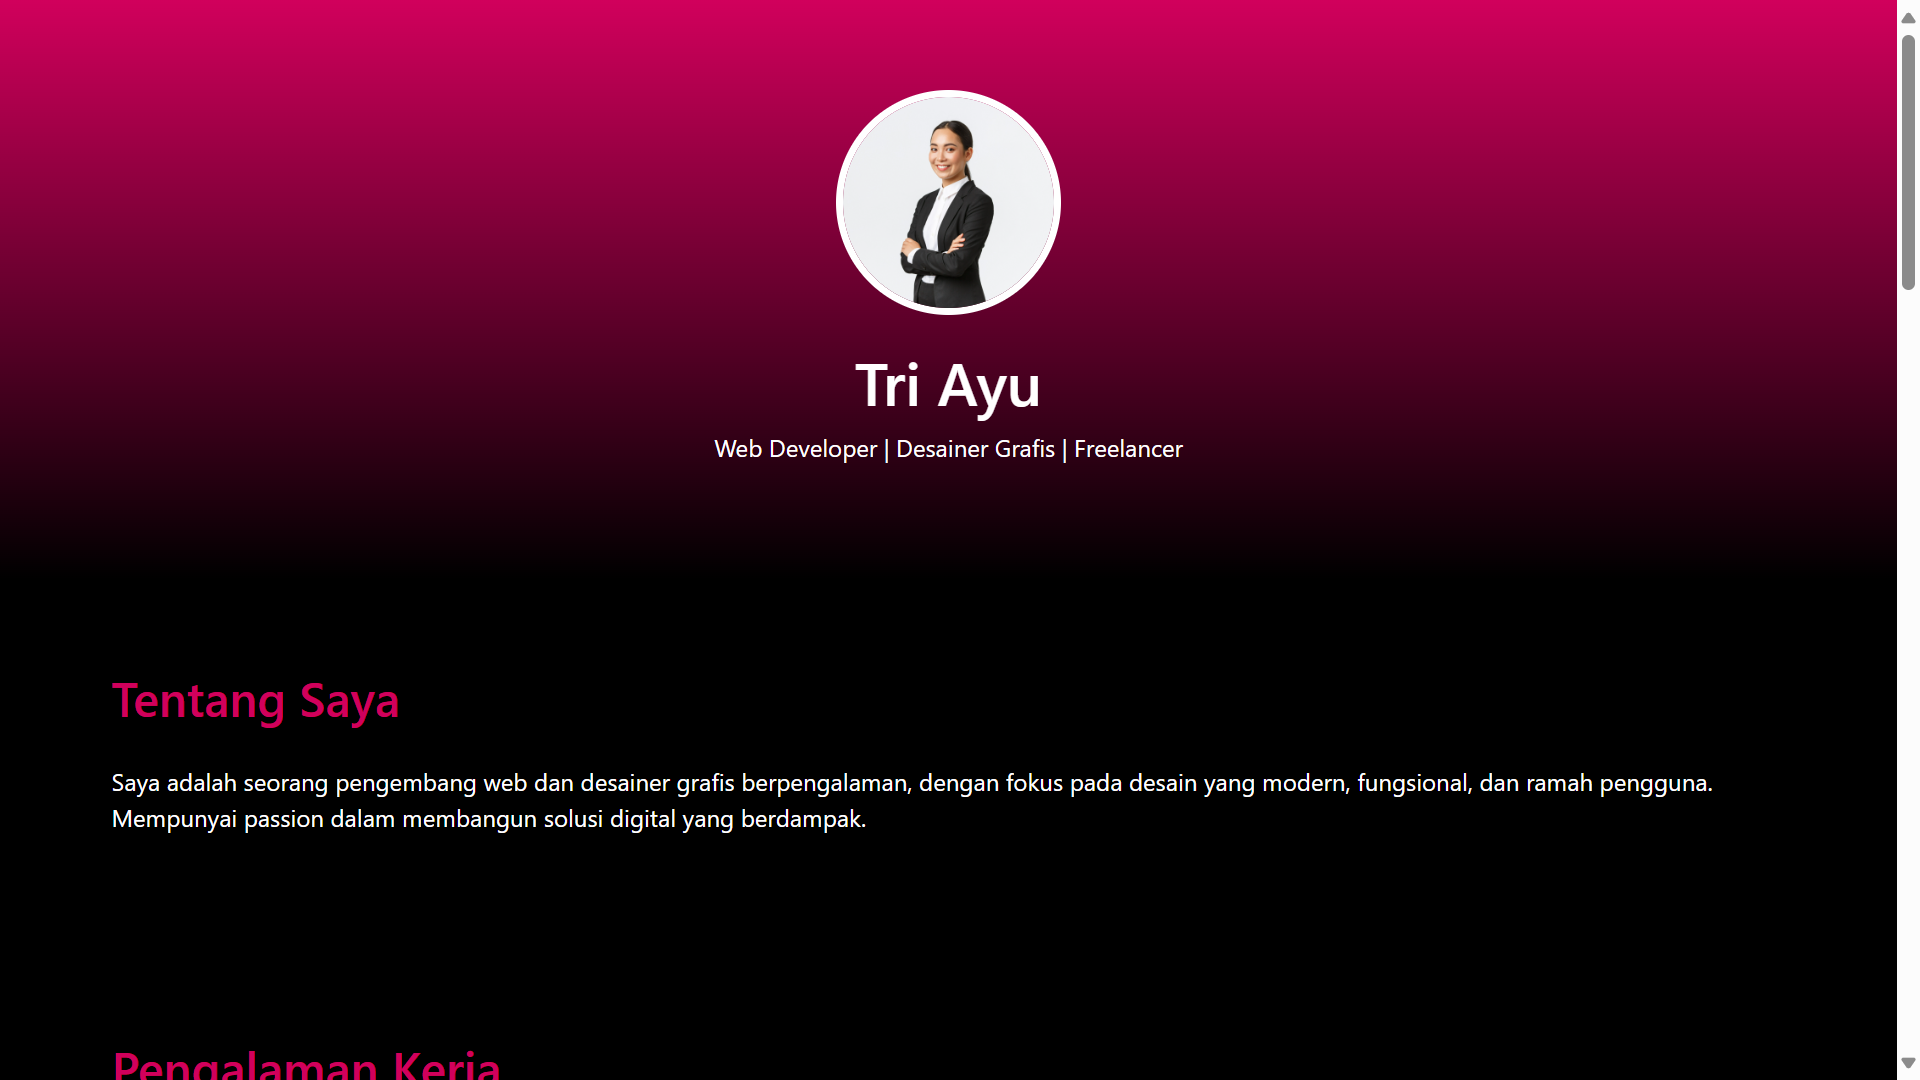 Tri Ayu
Web Developer | Desainer Grafis | Freelancer
Tentang Saya
Saya adalah seorang pengembang web dan desainer grafis berpengalaman, dengan fokus pada desain yang modern, fungsional, dan ramah pengguna.
Mempunyai passion dalam membangun solusi digital yang berdampak.
Pengalaman Kerja